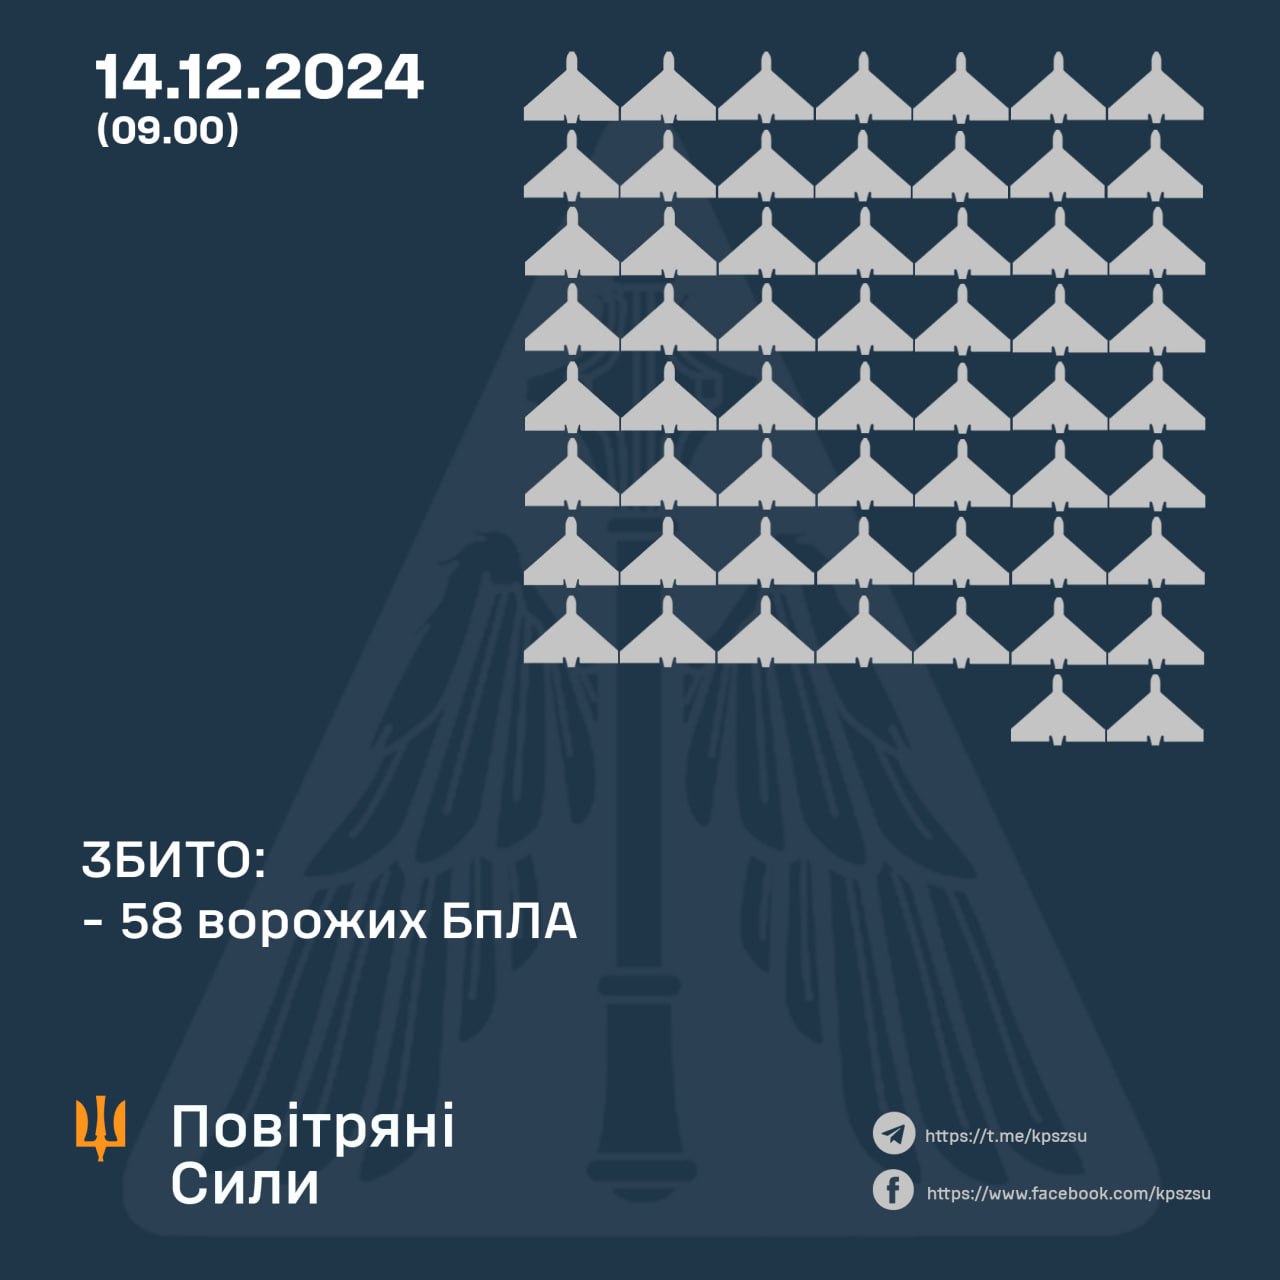 14.12.2024
(09.00)
ЗБИТО:
- 58 ворожих БпЛА
Повітряні
Сили
https://t.me/kpszsu
https://www.facebook.com/kpszsu